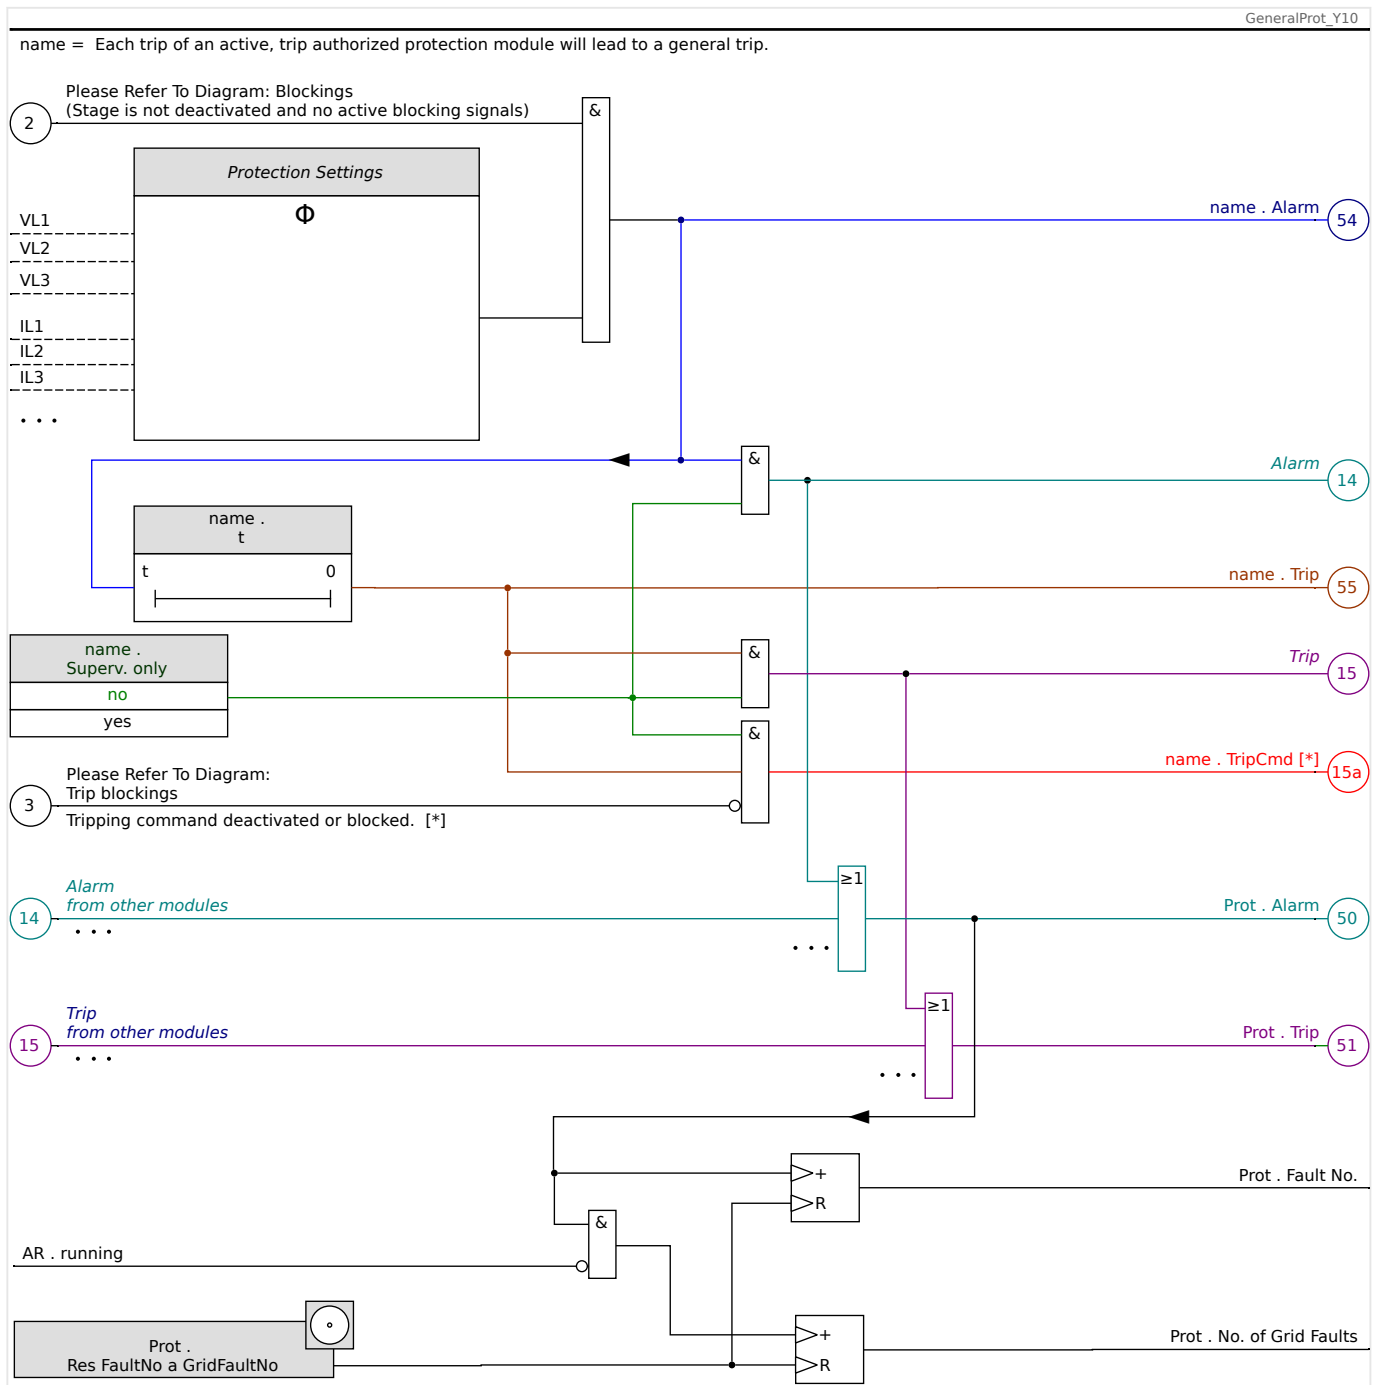 GeneralProt_Y10
name =  Each trip of an active, trip authorized protection module will lead to a general trip.
Please Refer To Diagram: Blockings
(Stage is not deactivated and no active blocking signals)
2
&
Protection Settings
Φ
VL1
VL2
VL3
IL1
IL2
IL3
. . .
name . Alarm
54
&
Alarm
14
name .
t
t 0
name . Trip
55
name .
Superv. only
no
yes
&
Trip
15
&
name . TripCmd [*]
15a
Please Refer To Diagram:
Trip blockings
3
Tripping command deactivated or blocked.  [*]
Alarm
from other modules
14
. . .
≥1
. . .
Prot . Alarm
50
Trip
from other modules
15
. . .
≥1
. . .
Prot . Trip
51
+
R
Prot . Fault No.
&
AR . running
Prot .
Res FaultNo a GridFaultNo
+
R
Prot . No. of Grid Faults